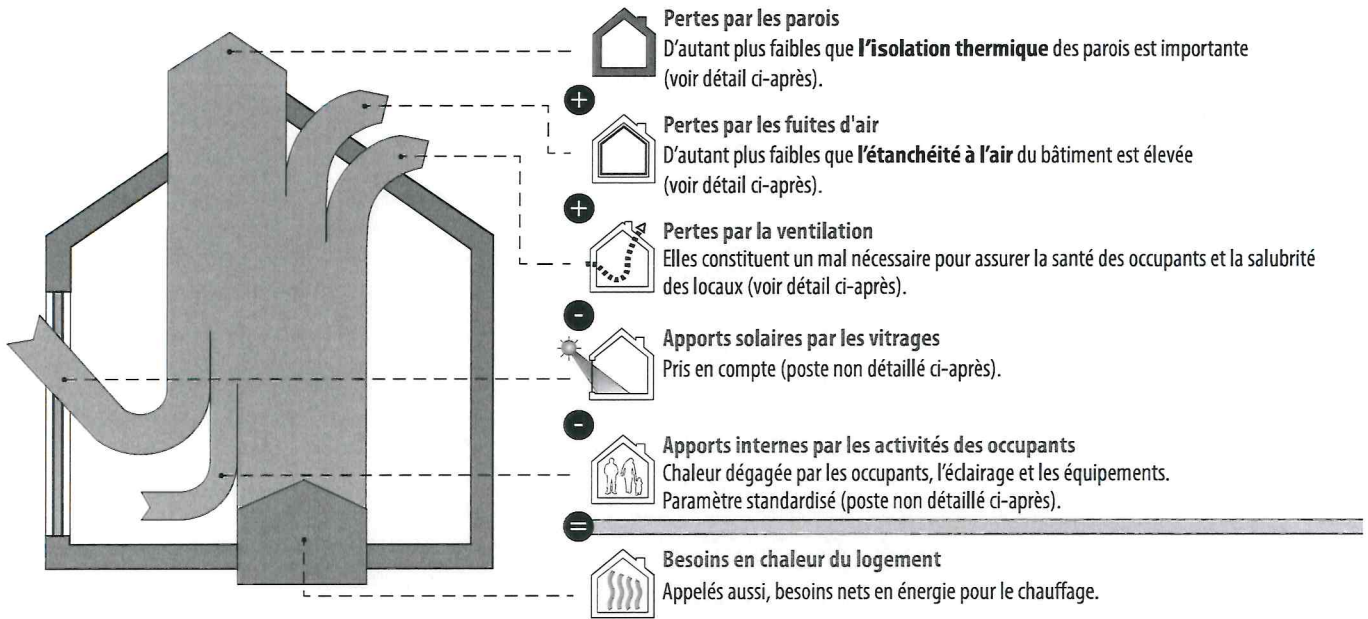 Pertes par les parois
D'autant plus faibles que l'isolation thermique des parois est importante
(voir détail ci-après).
+
Pertes par les fuites d'air
D'autant plus faibles que l'étanchéité à l'air du bâtiment est élevée
(voir détail ci-après).
+
Pertes par la ventilation
Elles constituent un mal nécessaire pour assurer la santé des occupants et la salubrité
des locaux (voir détail ci-après).
-
Apports solaires par les vitrages
Pris en compte (poste non détaillé ci-après).
-
Apports internes par les activités des occupants
Chaleur dégagée par les occupants, l'éclairage et les équipements.
Paramètre standardisé (poste non détaillé ci-après).
=
Besoins en chaleur du logement
Appelés aussi, besoins nets en énergie pour le chauffage.